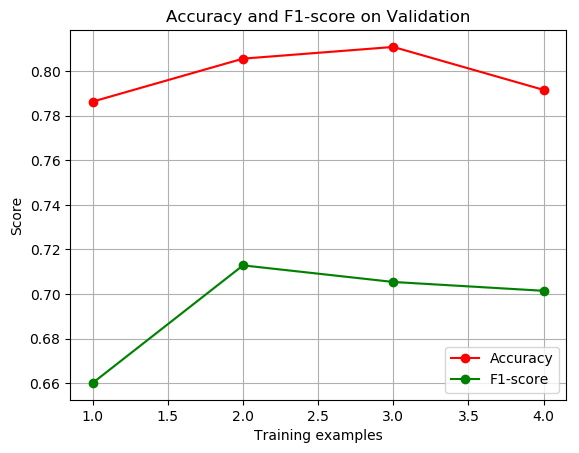 Accuracy and F1-score on Validation
0.80
0.78
0.76
0.74
0.72
0.70
0.68
0.66
Score
1.0 1.5 2.0 2.5 3.0 3.5 4.0
Training examples
Accuracy
F1-score